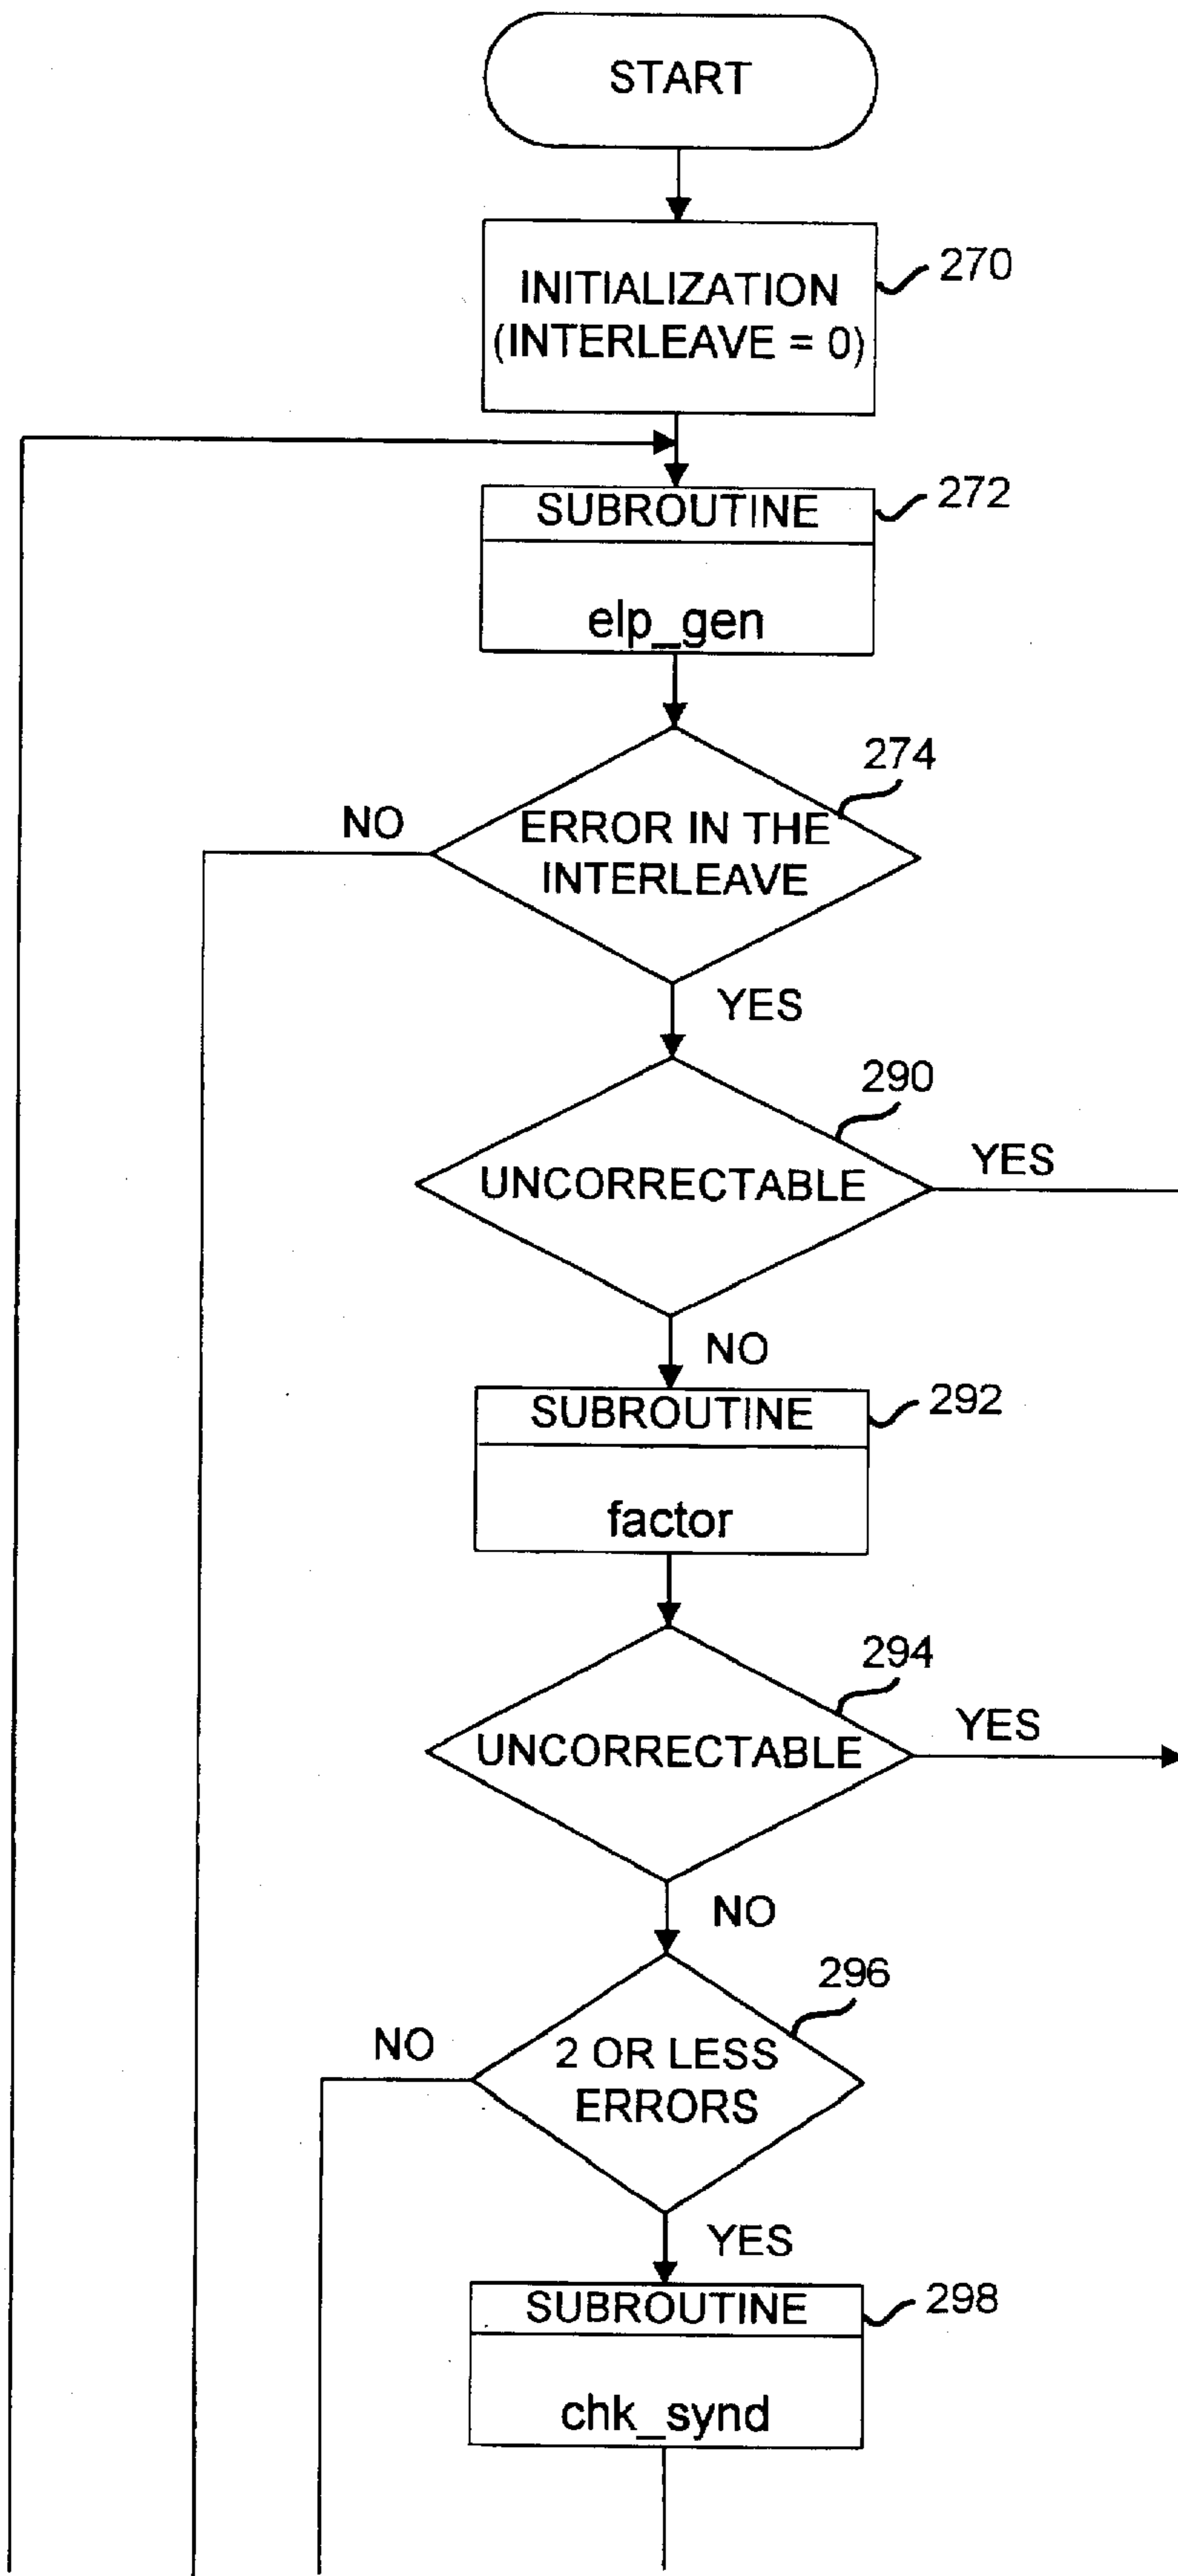 START
INITIALIZATION
(INTERLEAVE = 0)
270
SUBROUTINE
272
elp_gen
274
NO
ERROR IN THE
INTERLEAVE
YES
290
UNCORRECTABLE
YES
NO
SUBROUTINE
292
factor
294
UNCORRECTABLE
YES
NO
296
NO
2 OR LESS
ERRORS
YES
SUBROUTINE
298
chk_synd